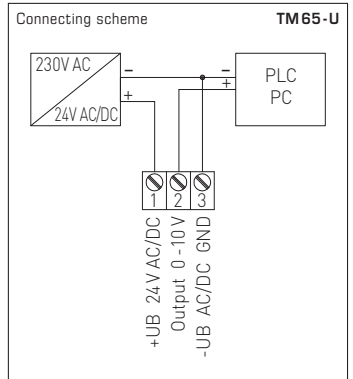 Connecting scheme TM65-U
230V AC
24V AC/DC
–
+
–
+
PLC
PC
1 2 3
+UB 24V AC/DC
Output 0-10V
-UB AC/DC GND